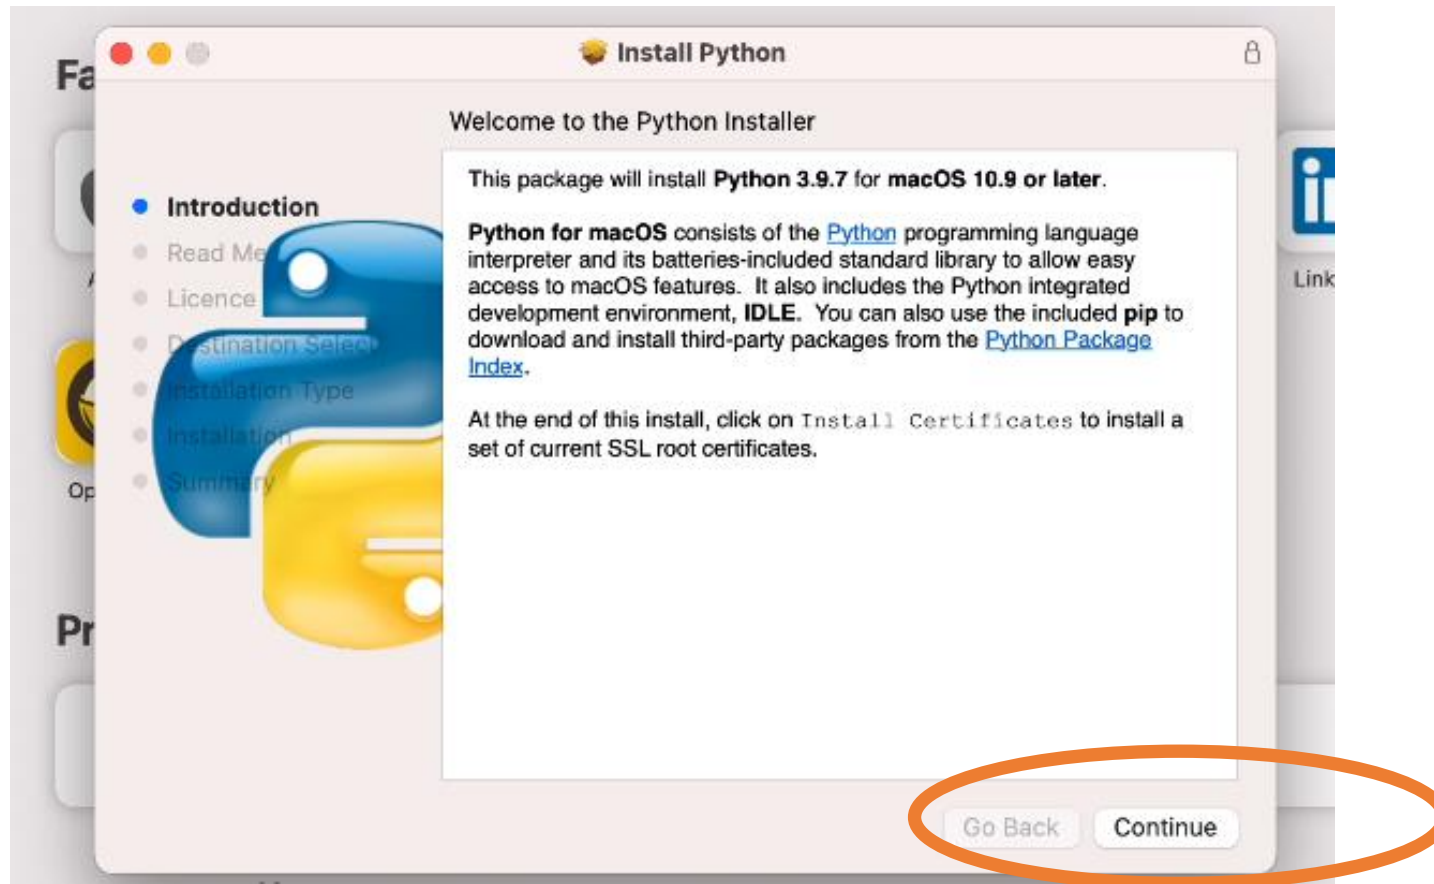 Install Python
Fa
Welcome to the Python Installer
This package will install Python 3.9.7 for macOS 10.9 or later.
Introduction
Python for macOS consists of the Python programming language
Read Me
interpreter and its batteries-included standard library to allow easy
access to macOS features. It also includes the Python integrated
Link
Licence
development environment, IDLE. You can also use the included pip to
Destination Select
download and install third-party packages from the Python Package
Index.
Installation Type
At the end of this install, click on Install Certificates to install a
Installation
set of current SSL root certificates.
Summary
Op
Pr
Go Back
Continue